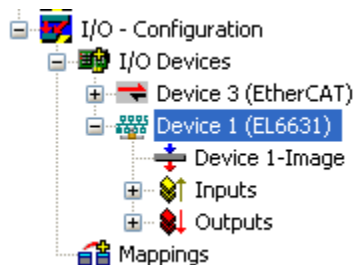 I/O - Configuration
I/O Devices
Device 3 (EtherCAT)
Device 1 (EL6631)
Device 1-Image
Inputs
Outputs
Mappings